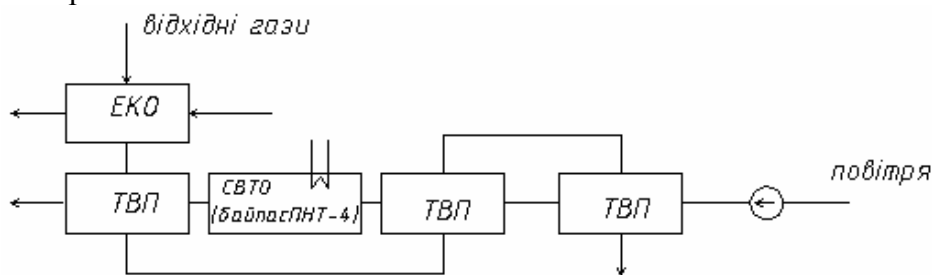 відхідні гази
ЕКО
ТВП
СВТО
(байпасПНТ-4)
ТВП
ТВП
повітря